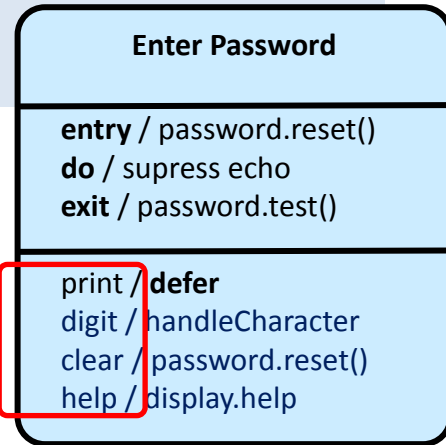 Enter Password
entry / password.reset()
do / supress echo
exit / password.test()
print / defer
digit / handleCharacter
clear / password.reset()
help / display.help